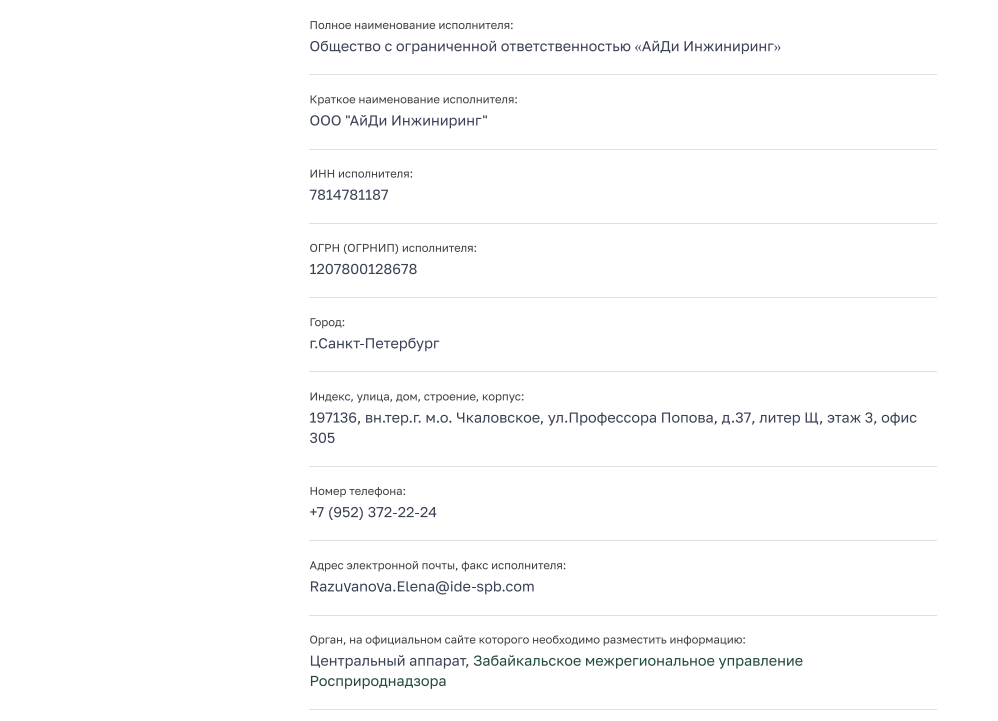 Полное наименование исполнителя:
Общество с ограниченной ответственностью «АйДи Инжиниринг»
Краткое наименование исполнителя:
ООО "АйДи Инжиниринг"
ИНН исполнителя:
7814781187
ОГРН (ОГРНИП) исполнителя:
1207800128678
Город:
г.Санкт-Петербург
Индекс, улица, дом, строение, корпус:
197136, вн.тер.г. м.о. Чкаловское, ул.Профессора Попова, д.37, литер Щ, этаж 3, офис
305
Номер телефона:
+7 (952) 372-22-24
Адрес электронной почты, факс исполнителя:
Razuvanova.Elena@ide-spb.com
Орган, на официальном сайте которого необходимо разместить информацию:
Центральный аппарат, Забайкальское межрегиональное управление
Росприроднадзора